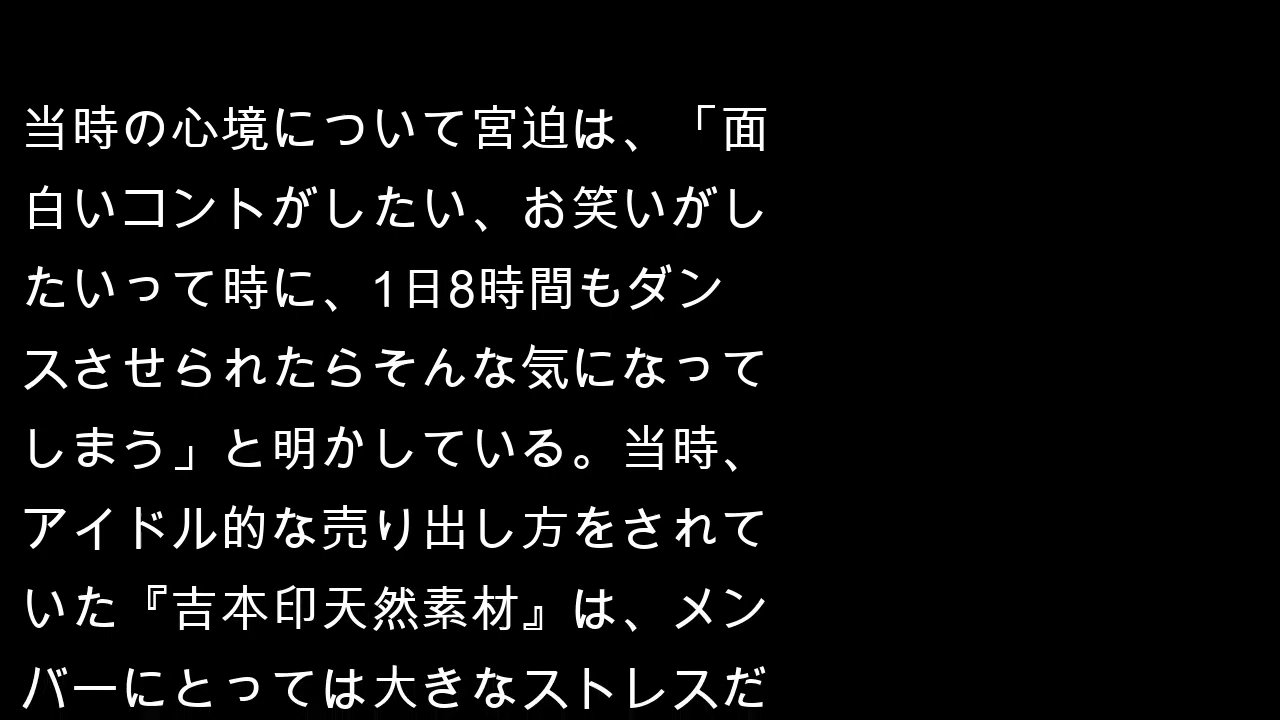 当時の心境について宮迫は、「面
白いコントがしたい、お笑いがし
たいって時に、1日8時間もダン
スさせられたらそんな気になって
しまう」と明かしている。当時、
アイドル的な売り出し方をされて
いた『吉本印天然素材』は、メン
バーにとっては大きなストレスだ